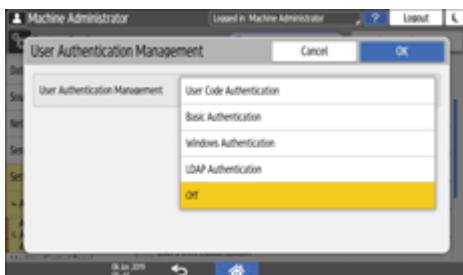 Machine Administrator
Logged in: Machine Administrator
?
Logout
User Authentication Management
Cancel
OK
User Authentication Management
User Code Authentication
Basic Authentication
Windows Authentication
LDAP Authentication
Off